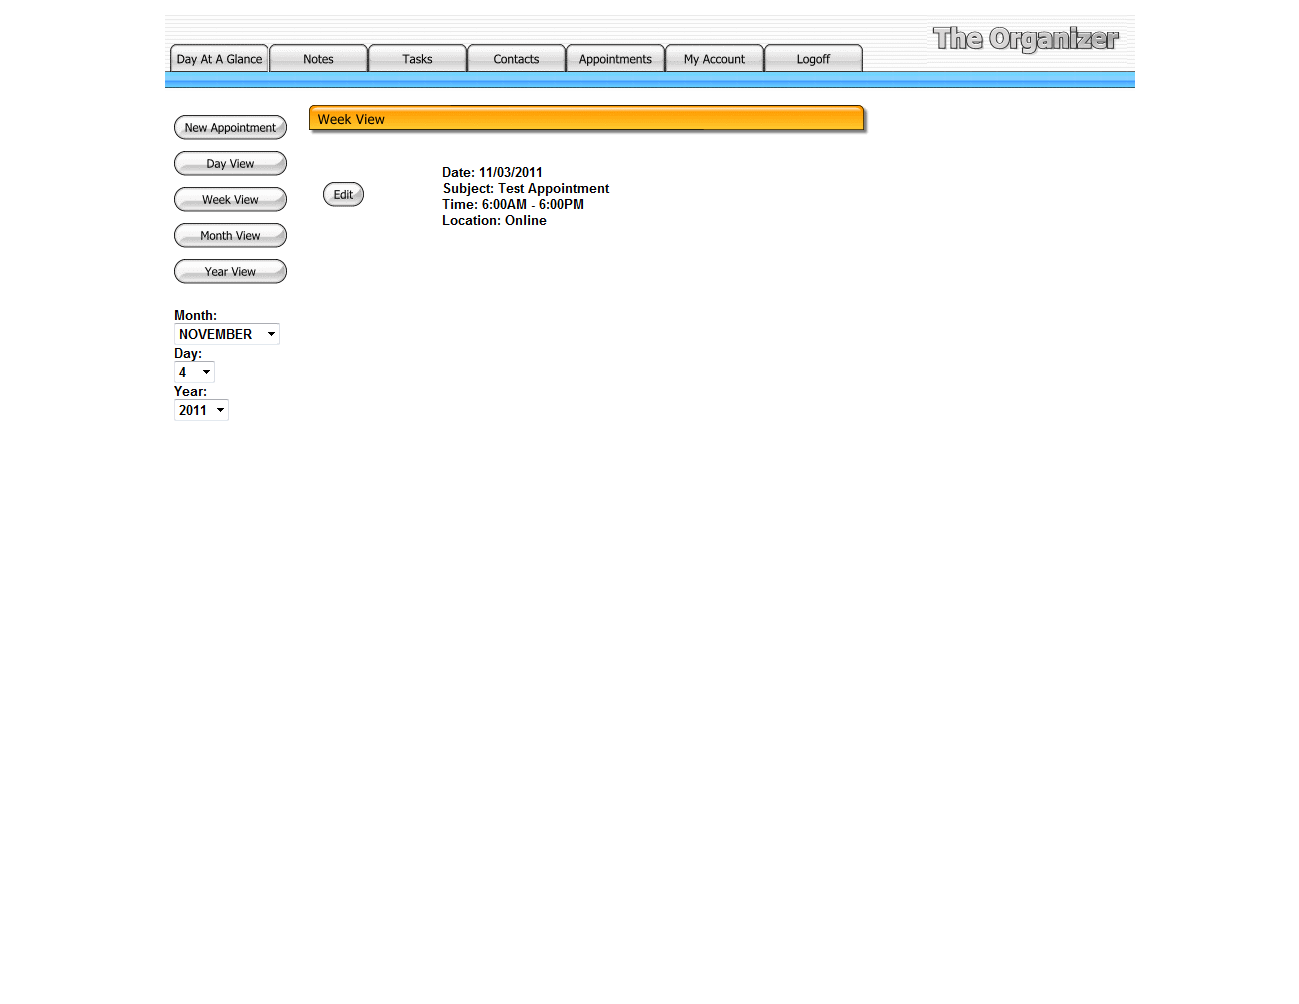 The Organizer
Day At A Glance Notes Tasks Contacts Appointments My Account Logoff
New Appointment
Day View
Week View
Month View
Year View
Month:
NOVEMBER
Day:
4
Year:
2011
Week View
Edit
Date: 11/03/2011
Subject: Test Appointment
Time: 6:00AM - 6:00PM
Location: Online